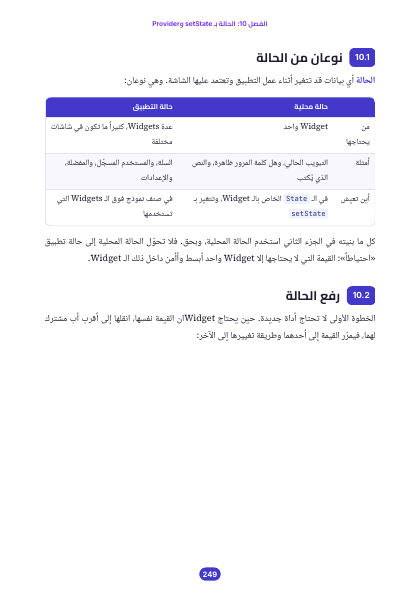 الفصل 10: الحالة بـ setState وProvider
10.1 نوعان من الحالة
الحالة أي بيانات قد تتغير أثناء عمل التطبيق وتعتمد عليها الشاشة. وهي نوعان:
حالة محلية حالة التطبيق
من يحتاجها Widget واحد عدة Widgets، كثيراً ما تكون في شاشات مختلفة
أمثلة التبويب الحالي، وهل كلمة المرور ظاهرة، والنص الذي يُكتب السلة، والمستخدم المسجّل، والمفضلة، والإعدادات
أين تعيش في الـ State الخاص بالـ Widget، وتتغير بـ setState في صنف نموذج فوق الـ Widgets التي تستخدمها
كل ما بنيته في الجزء الثاني استخدم الحالة المحلية، وبحق. فلا تحوّل الحالة المحلية إلى حالة تطبيق
«احتياطاً»: القيمة التي لا يحتاجها إلا Widget واحد أبسط وأأمن داخل ذلك الـ Widget.
10.2 رفع الحالة
الخطوة الأولى لا تحتاج أداة جديدة. حين يحتاج Widgetان القيمة نفسها، انقلها إلى أقرب أب مشترك
لهما، فيمرّر القيمة إلى أحدهما وطريقة تغييرها إلى الآخر:
249